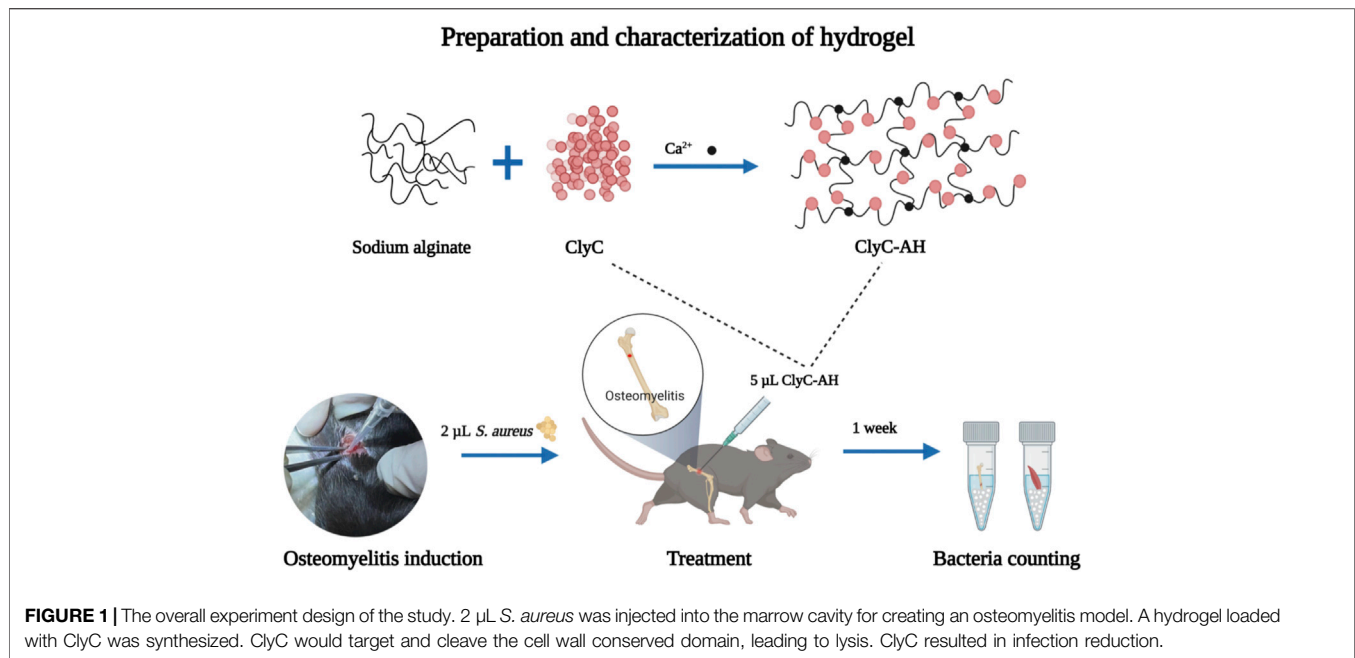 Preparation and characterization of hydrogel
Ca²⁺
Sodium alginate
ClyC
ClyC-AH
Osteomyelitis
5 µL ClyC-AH
2 µL S. aureus
1 week
Osteomyelitis induction
Treatment
Bacteria counting
FIGURE 1 | The overall experiment design of the study. 2 µL S. aureus was injected into the marrow cavity for creating an osteomyelitis model. A hydrogel loaded
with ClyC was synthesized. ClyC would target and cleave the cell wall conserved domain, leading to lysis. ClyC resulted in infection reduction.